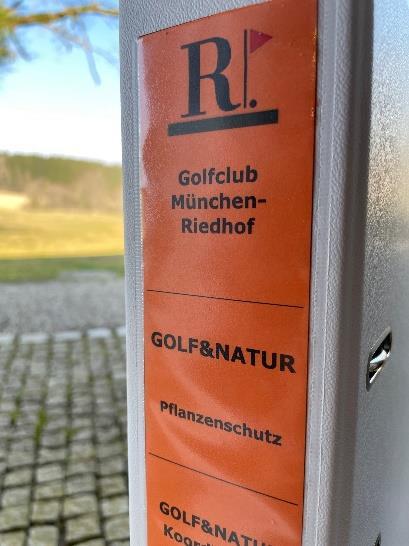 R.
Golfclub
München-
Riedhof
GOLF&NATUR
Pflanzenschutz
GOLF&NATUR